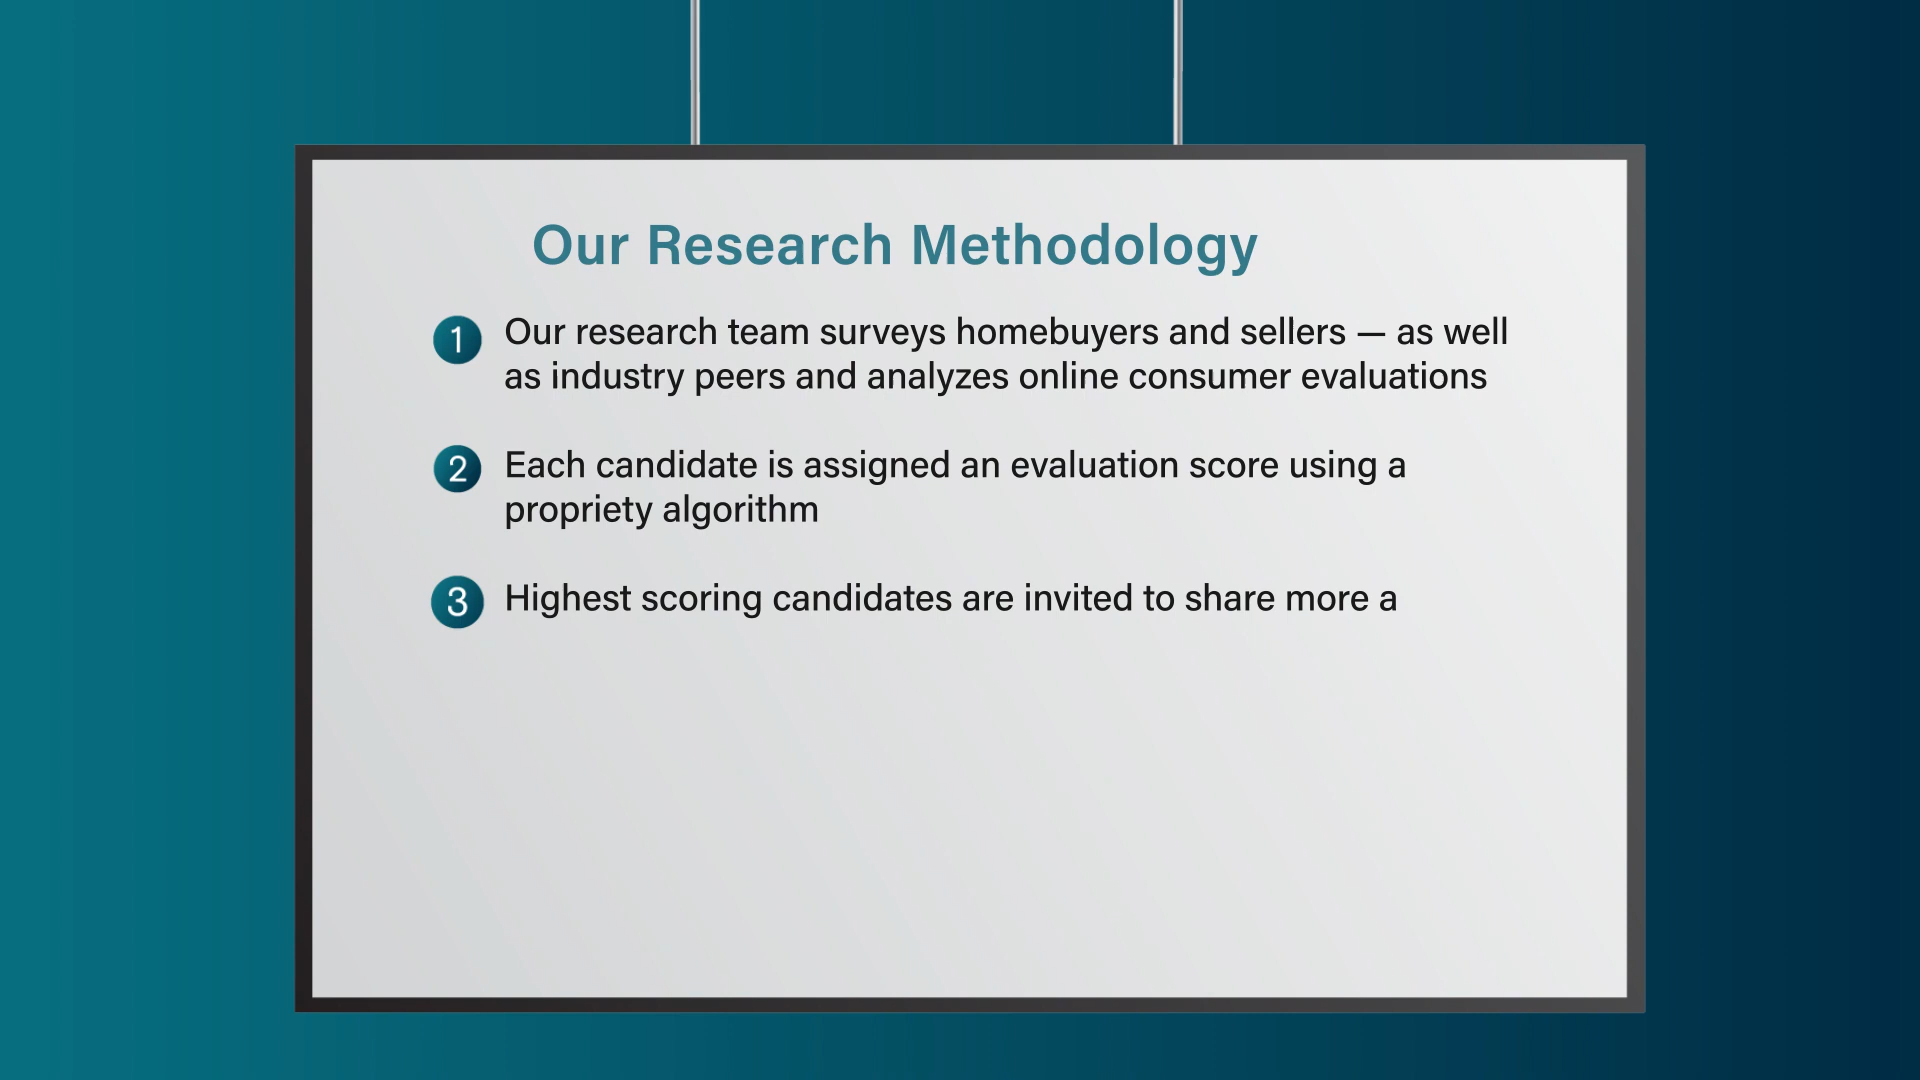 Our Research Methodology
1 Our research team surveys homebuyers and sellers — as well
as industry peers and analyzes online consumer evaluations
2 Each candidate is assigned an evaluation score using a
propriety algorithm
3 Highest scoring candidates are invited to share more a